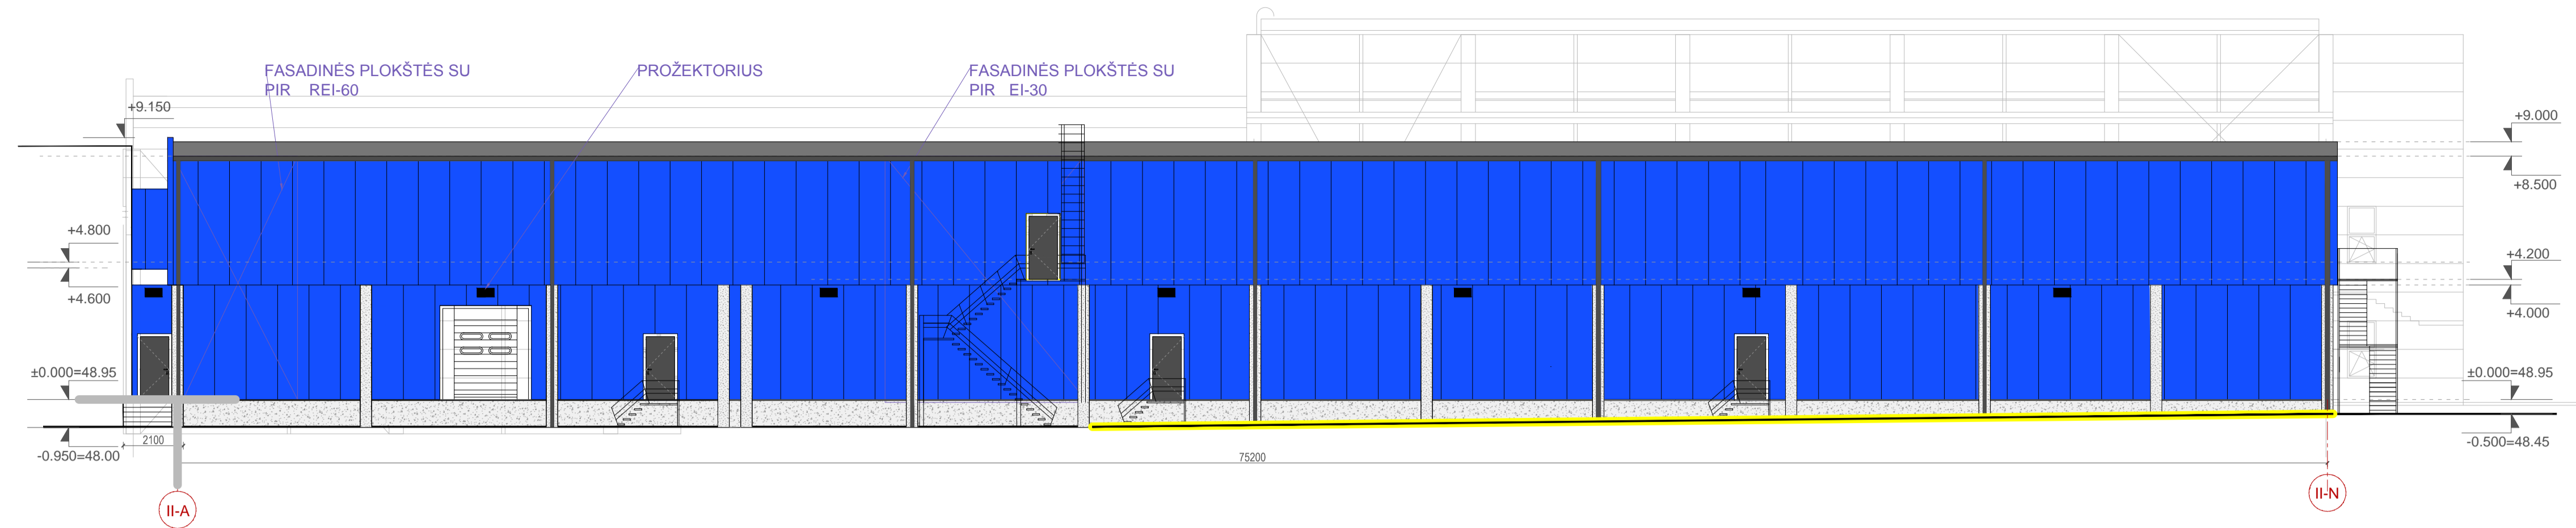 FASADINĖS PLOKŠTĖS SU
PIR REI-60
PROŽEKTORIUS
FASADINĖS PLOKŠTĖS SU
PIR EI-30
+9.150
+9.000
+8.500
+4.800
+4.600
+4.200
+4.000
±0.000=48.95
±0.000=48.95
2100
-0.950=48.00
-0.500=48.45
75200
II-A
II-N